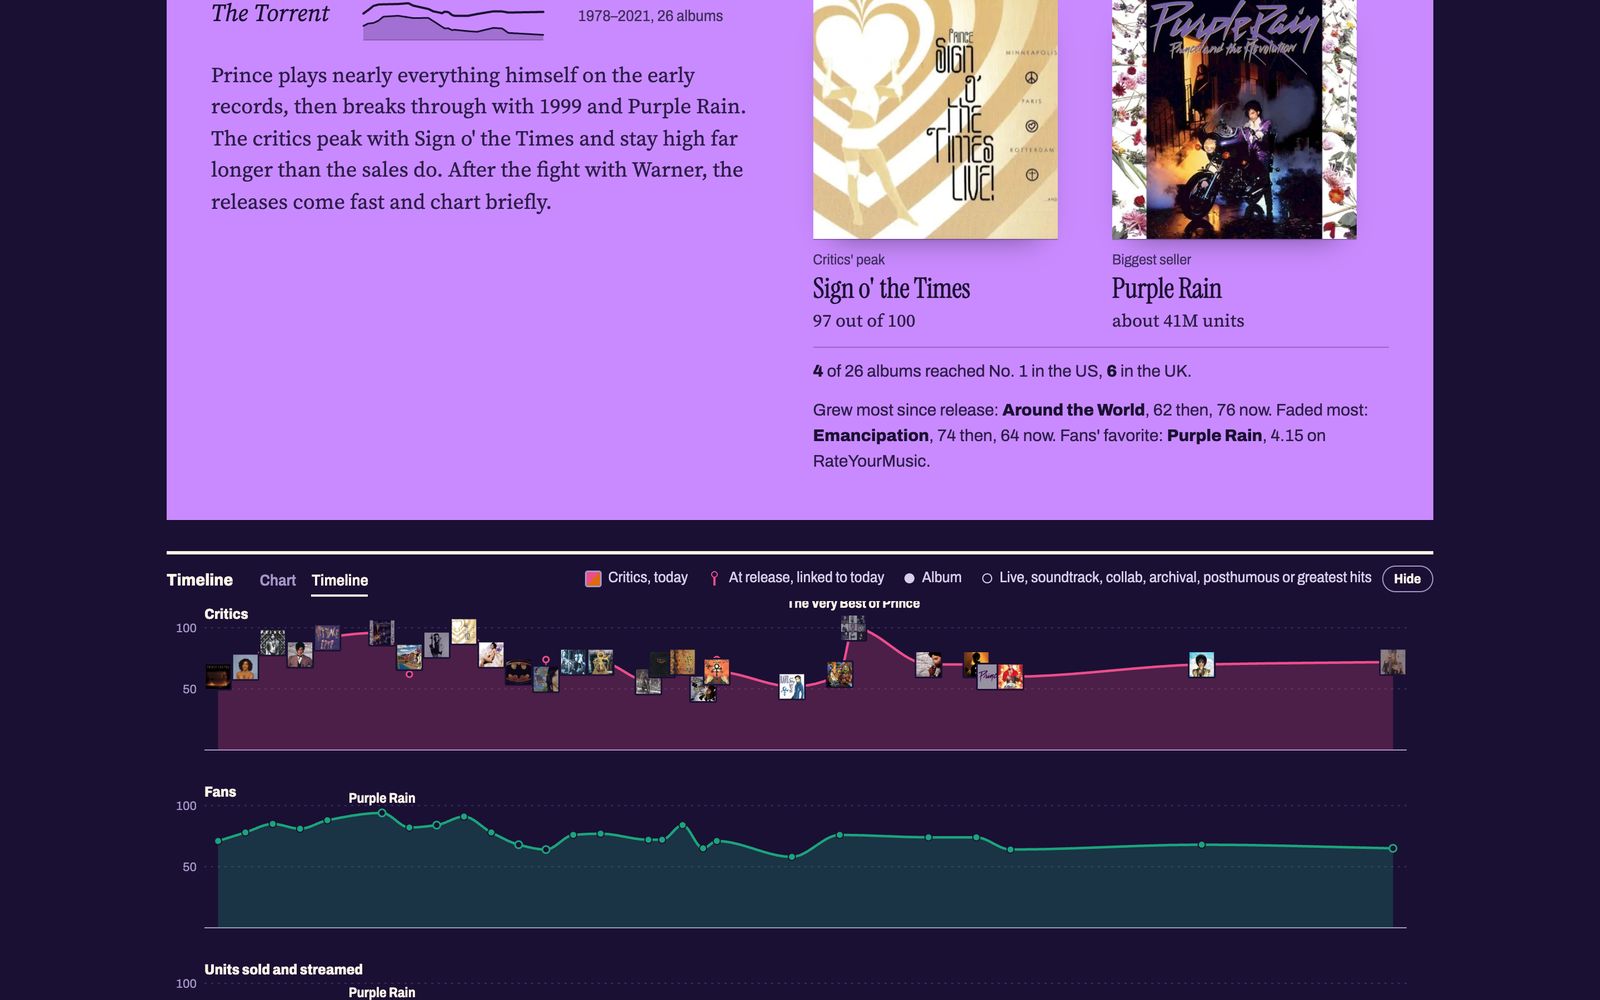 The Torrent
1978–2021, 26 albums
Prince plays nearly everything himself on the early
records, then breaks through with 1999 and Purple Rain.
The critics peak with Sign o' the Times and stay high far
longer than the sales do. After the fight with Warner, the
releases come fast and chart briefly.
PRINCE
SIGN
O'
THE
TIMES
LIVE!
MINNEAPOLIS
PARIS
ROTTERDAM
Purple Rain
Prince and the Revolution
Critics' peak
Sign o' the Times
97 out of 100
Biggest seller
Purple Rain
about 41M units
4 of 26 albums reached No. 1 in the US, 6 in the UK.
Grew most since release: Around the World, 62 then, 76 now. Faded most:
Emancipation, 74 then, 64 now. Fans' favorite: Purple Rain, 4.15 on
RateYourMusic.
Timeline
Chart
Timeline
Critics, today
At release, linked to today
Album
Live, soundtrack, collab, archival, posthumous or greatest hits
Hide
Critics
The Very Best of Prince
100
50
Fans
Purple Rain
100
50
Units sold and streamed
100
Purple Rain